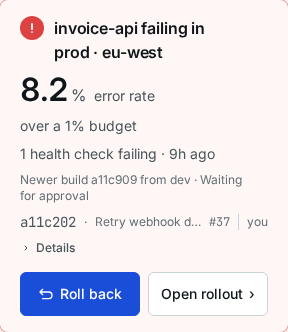 invoice-api failing in
prod · eu-west
8.2% error rate
over a 1% budget
1 health check failing · 9h ago
Newer build a11c909 from dev · Waiting
for approval
a11c202 · Retry webhook d... #37 | you
› Details
Roll back
Open rollout ›